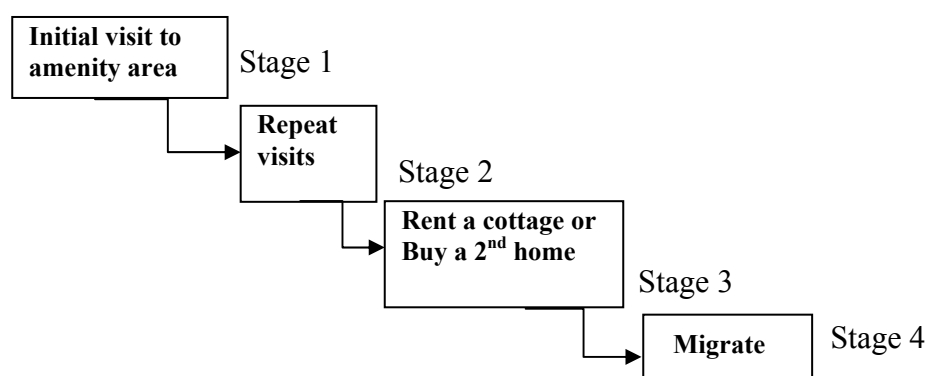 Initial visit to
amenity area
Stage 1
Repeat
visits
Stage 2
Rent a cottage or
Buy a 2nd home
Stage 3
Migrate
Stage 4